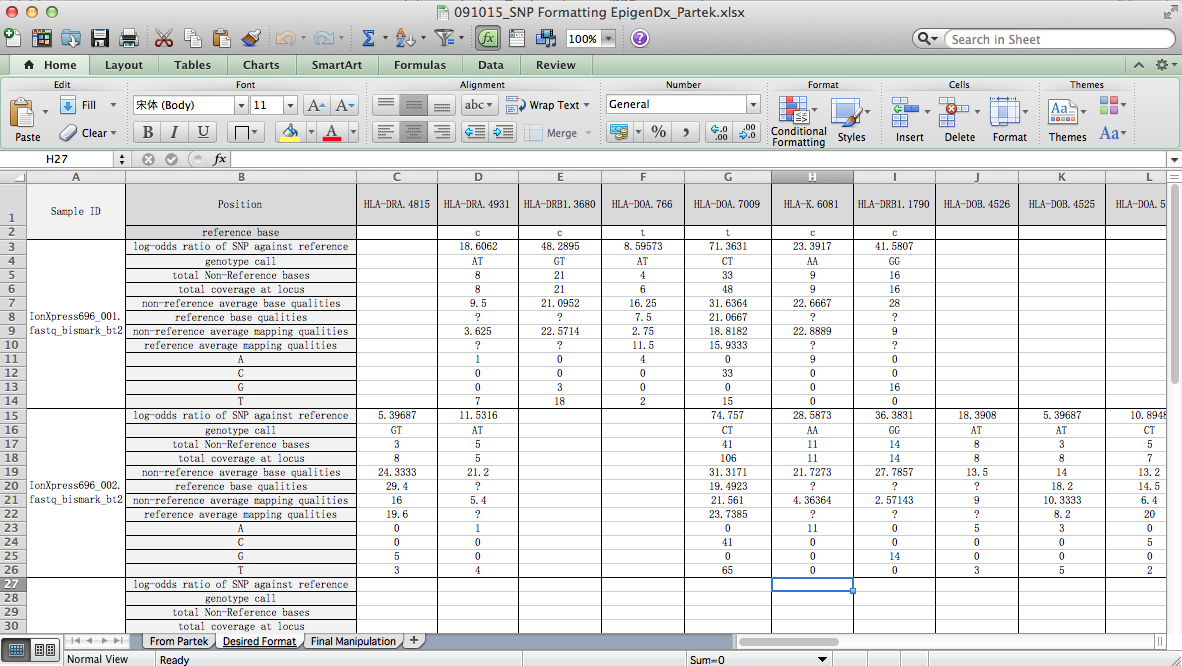 091015_SNP Formatting EpigenDx_Partek.xlsx
100%
Search in Sheet
Home Layout Tables Charts SmartArt Formulas Data Review
Edit Font Alignment Number Format Cells Themes
Paste Fill Clear 宋体 (Body) 11 A A abc Wrap Text General Conditional Formatting Styles Insert Delete Format Themes Aa
B I U A Merge % , .0 .00 .00 .0 Aa
H27 fx
A B C D E F G H I J K L
1 Sample ID Position HLA-DRA.4815 HLA-DRA.4931 HLA-DRB1.3680 HLA-DOA.766 HLA-DOA.7009 HLA-K.6081 HLA-DRB1.1790 HLA-DOB.4526 HLA-DOB.4525 HLA-DOA.5
2 reference base c c t t c c
3 log-odds ratio of SNP against reference 18.6062 48.2895 8.59573 71.3631 23.3917 41.5807
4 genotype call AT GT AT CT AA GG
5 total Non-Reference bases 8 21 4 33 9 16
6 total coverage at locus 8 21 6 48 9 16
7 non-reference average base qualities 9.5 21.0952 16.25 31.6364 22.6667 28
8 IonXpress696_001. reference base qualities ? ? 7.5 21.0667 ? ?
9 fastq_bismark_bt2 non-reference average mapping qualities 3.625 22.5714 2.75 18.8182 22.8889 9
10 reference average mapping qualities ? ? 11.5 15.9333 ? ?
11 A 1 0 4 0 9 0
12 C 0 0 0 33 0 0
13 G 0 3 0 0 0 16
14 T 7 18 2 15 0 0
15 log-odds ratio of SNP against reference 5.39687 11.5316 74.757 28.5873 36.3831 18.3908 5.39687 10.8948
16 genotype call GT AT CT AA GG AT AT CT
17 total Non-Reference bases 3 5 41 11 14 8 3 5
18 total coverage at locus 8 5 106 11 14 8 8 7
19 non-reference average base qualities 24.3333 21.2 31.3171 21.7273 27.7857 13.5 14 13.2
20 IonXpress696_002. reference base qualities 29.4 ? 19.4923 ? ? ? 18.2 14.5
21 fastq_bismark_bt2 non-reference average mapping qualities 16 5.4 21.561 4.36364 2.57143 9 10.3333 6.4
22 reference average mapping qualities 19.6 ? 23.7385 ? ? ? 8.2 20
23 A 0 1 0 11 0 5 3 0
24 C 0 0 41 0 0 0 0 5
25 G 5 0 0 0 14 0 0 0
26 T 3 4 65 0 0 3 5 2
27 log-odds ratio of SNP against reference
28 genotype call
29 total Non-Reference bases
30 total coverage at locus
From Partek Desired Format Final Manipulation +
Normal View Ready Sum=0